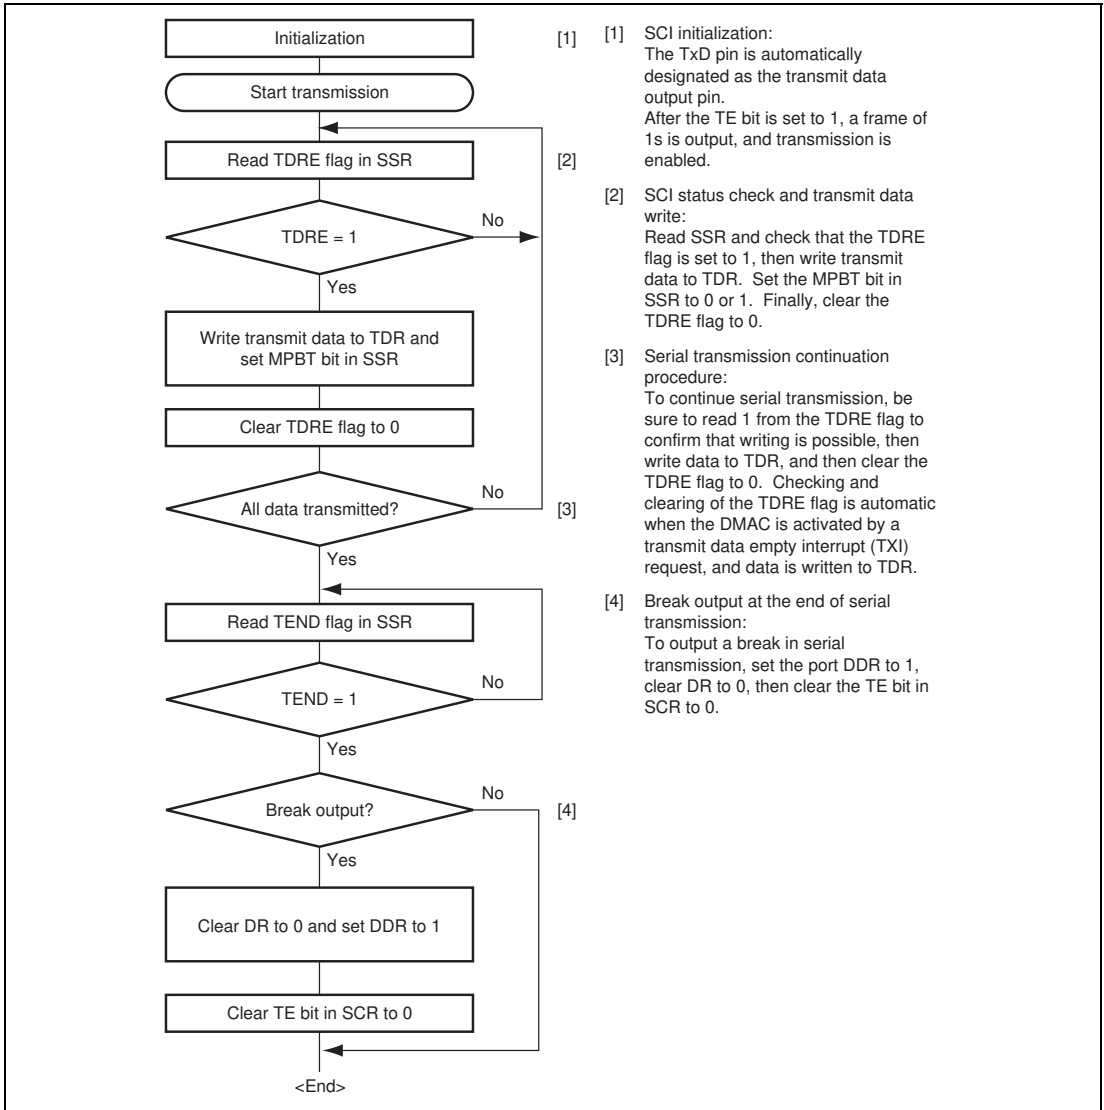 Initialization
[1]
Start transmission
Read TDRE flag in SSR
[2]
No
TDRE = 1
Yes
Write transmit data to TDR and
set MPBT bit in SSR
Clear TDRE flag to 0
No
All data transmitted?
[3]
Yes
Read TEND flag in SSR
No
TEND = 1
Yes
No
Break output?
[4]
Yes
Clear DR to 0 and set DDR to 1
Clear TE bit in SCR to 0
<End>
[1] SCI initialization:
The TxD pin is automatically
designated as the transmit data
output pin.
After the TE bit is set to 1, a frame of
1s is output, and transmission is
enabled.
[2] SCI status check and transmit data
write:
Read SSR and check that the TDRE
flag is set to 1, then write transmit
data to TDR. Set the MPBT bit in
SSR to 0 or 1. Finally, clear the
TDRE flag to 0.
[3] Serial transmission continuation
procedure:
To continue serial transmission, be
sure to read 1 from the TDRE flag to
confirm that writing is possible, then
write data to TDR, and then clear the
TDRE flag to 0. Checking and
clearing of the TDRE flag is automatic
when the DMAC is activated by a
transmit data empty interrupt (TXI)
request, and data is written to TDR.
[4] Break output at the end of serial
transmission:
To output a break in serial
transmission, set the port DDR to 1,
clear DR to 0, then clear the TE bit in
SCR to 0.